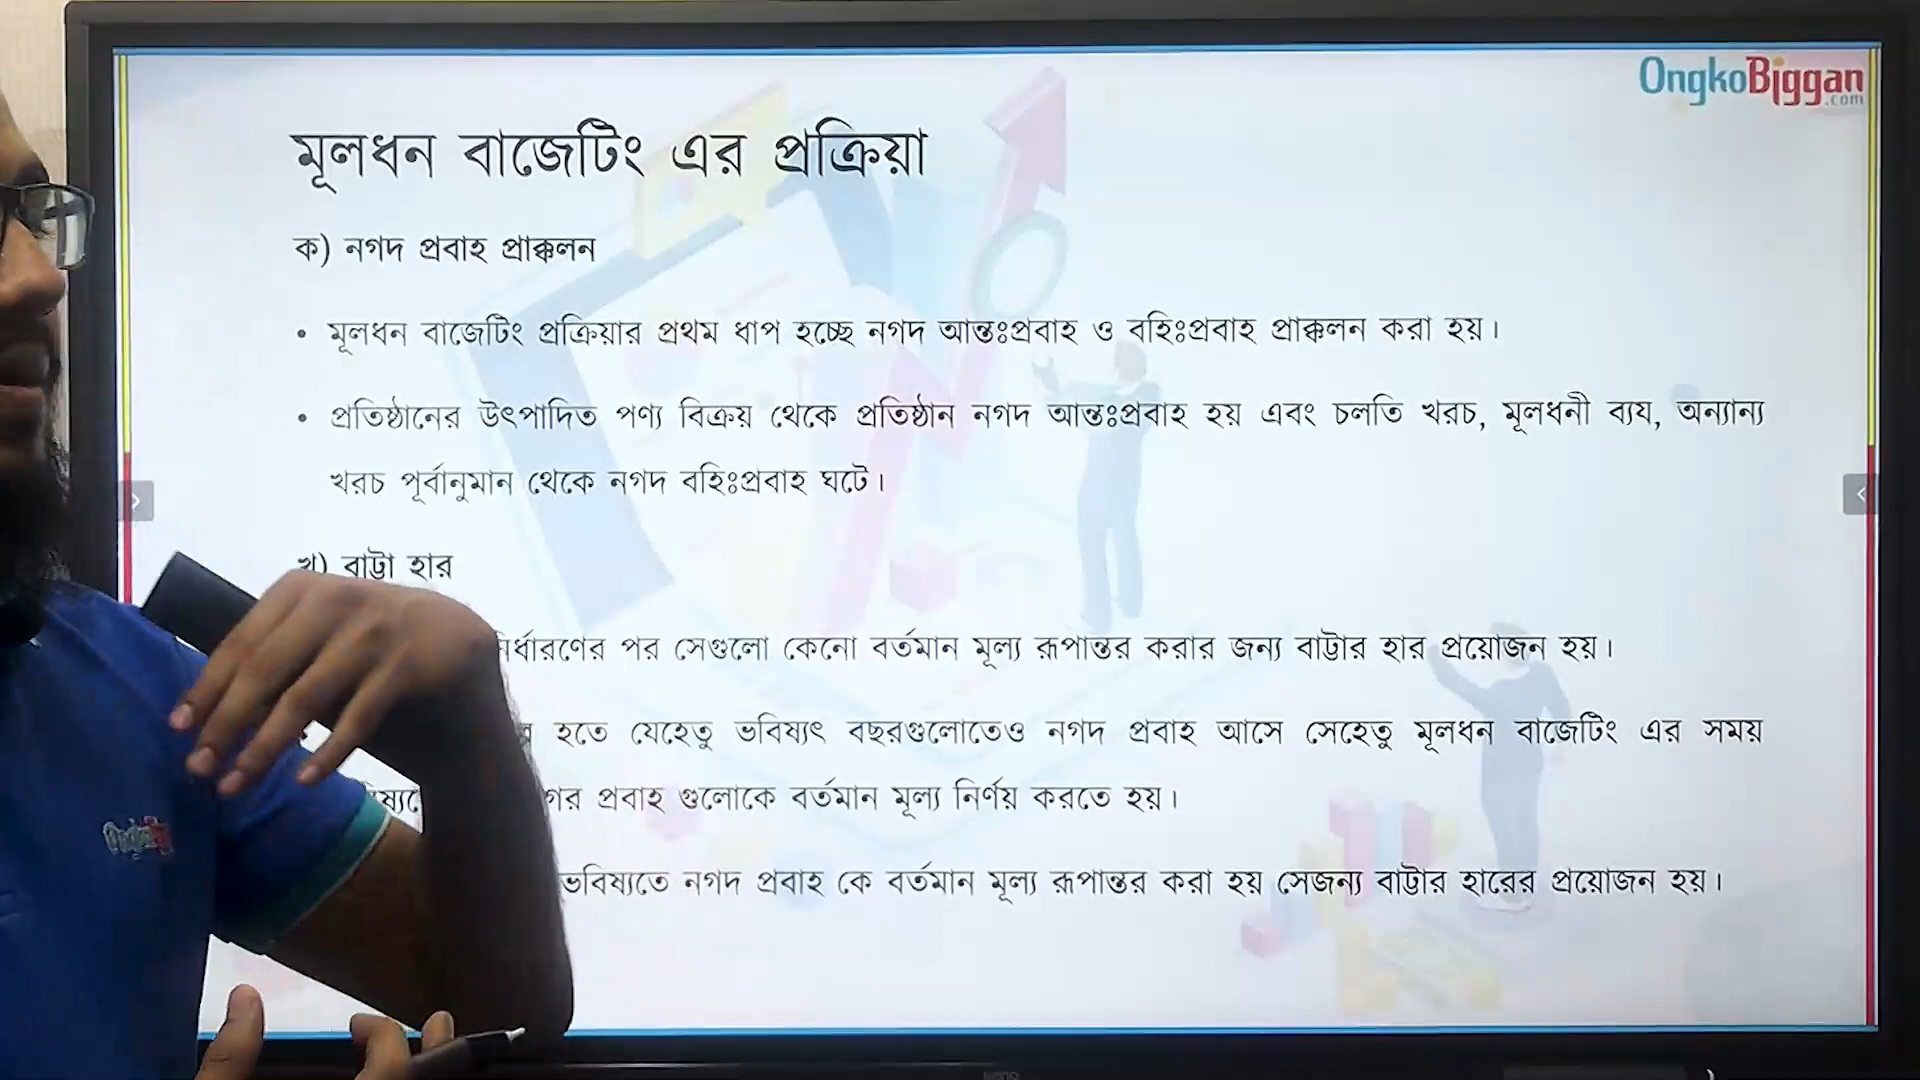 OngkoBiggan
.com
মূলধন বাজেটিং এর প্রক্রিয়া
ক) নগদ প্রবাহ প্রাক্কলন
• মূলধন বাজেটিং প্রক্রিয়ার প্রথম ধাপ হচ্ছে নগদ আন্তঃপ্রবাহ ও বহিঃপ্রবাহ প্রাক্কলন করা হয়।
• প্রতিষ্ঠানের উৎপাদিত পণ্য বিক্রয় থেকে প্রতিষ্ঠান নগদ আন্তঃপ্রবাহ হয় এবং চলতি খরচ, মূলধনী ব্যয, অন্যান্য
খরচ পূর্বানুমান থেকে নগদ বহিঃপ্রবাহ ঘটে।
খ) বাট্টা হার
পর সেগুলো কেনো বর্তমান মূল্য রূপান্তর করার জন্য বাট্টার হার প্রয়োজন হয়।
হতে যেহেতু ভবিষ্যৎ বছরগুলোতেও নগদ প্রবাহ আসে সেহেতু মূলধন বাজেটিং এর সময়
প্রবাহ গুলোকে বর্তমান মূল্য নির্ণয় করতে হয়।
ভবিষ্যতে নগদ প্রবাহ কে বর্তমান মূল্য রূপান্তর করা হয় সেজন্য বাট্টার হারের প্রয়োজন হয়।